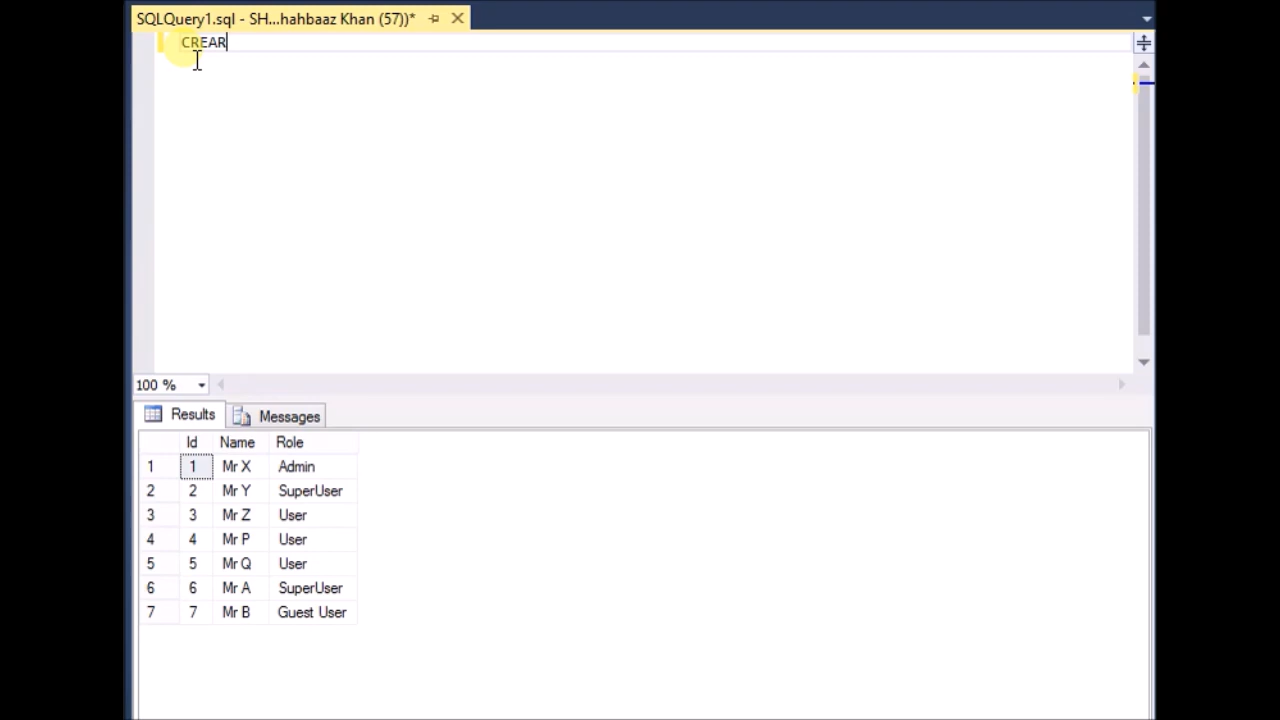 SQLQuery1.sql - SH...hahbaaz Khan (57))*
CREAR
100 %
Results Messages
Id Name Role
1 1 Mr X Admin
2 2 Mr Y SuperUser
3 3 Mr Z User
4 4 Mr P User
5 5 Mr Q User
6 6 Mr A SuperUser
7 7 Mr B Guest User